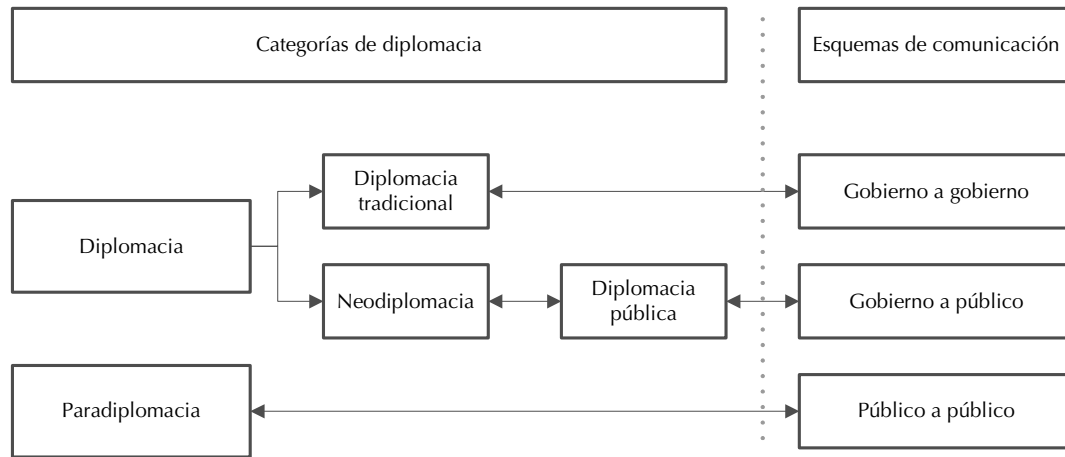 Categorías de diplomacia
Esquemas de comunicación
Diplomacia
tradicional
Gobierno a gobierno
Diplomacia
Neodiplomacia
Diplomacia
pública
Gobierno a público
Paradiplomacia
Público a público